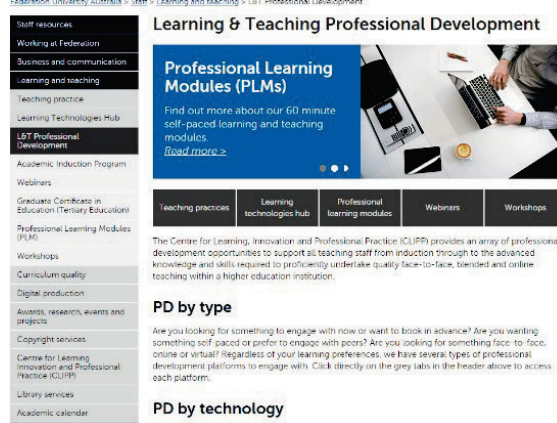 Federation University Australia > Staff > Learning and teaching > L&T Professional Development
Staff resources
Working at Federation
Business and communication
Learning and teaching
Teaching practice
Learning Technologies Hub
L&T Professional
Development
Academic Induction Program
Webinars
Graduate Certificate in
Education (Tertiary Education)
Professional Learning Modules
(PLM)
Workshops
Curriculum quality
Digital production
Awards, research, events and
projects
Copyright services
Centre for Learning
Innovation and Professional
Practice (CLIPP)
Library services
Academic calendar
Learning & Teaching Professional Development
Professional Learning
Modules (PLMs)
Find out more about our 60 minute
self-paced learning and teaching
modules.
Read more >
Teaching practices
Learning
technologies hub
Professional
learning modules
Webinars
Workshops
The Centre for Learning, Innovation and Professional Practice (CLIPP) provides an array of professional
development opportunities to support all teaching staff from induction through to the advanced
knowledge and skills required to proficiently undertake quality face-to-face, blended and online
teaching within a higher education institution.
PD by type
Are you looking for something to engage with now or want to book in advance? Are you wanting
something self-paced or prefer to engage with peers? Are you looking for something face-to-face,
online or virtual? Regardless of your learning preferences, we have several types of professional
development platforms to engage with. Click directly on the grey tabs in the header above to access
each platform.
PD by technology